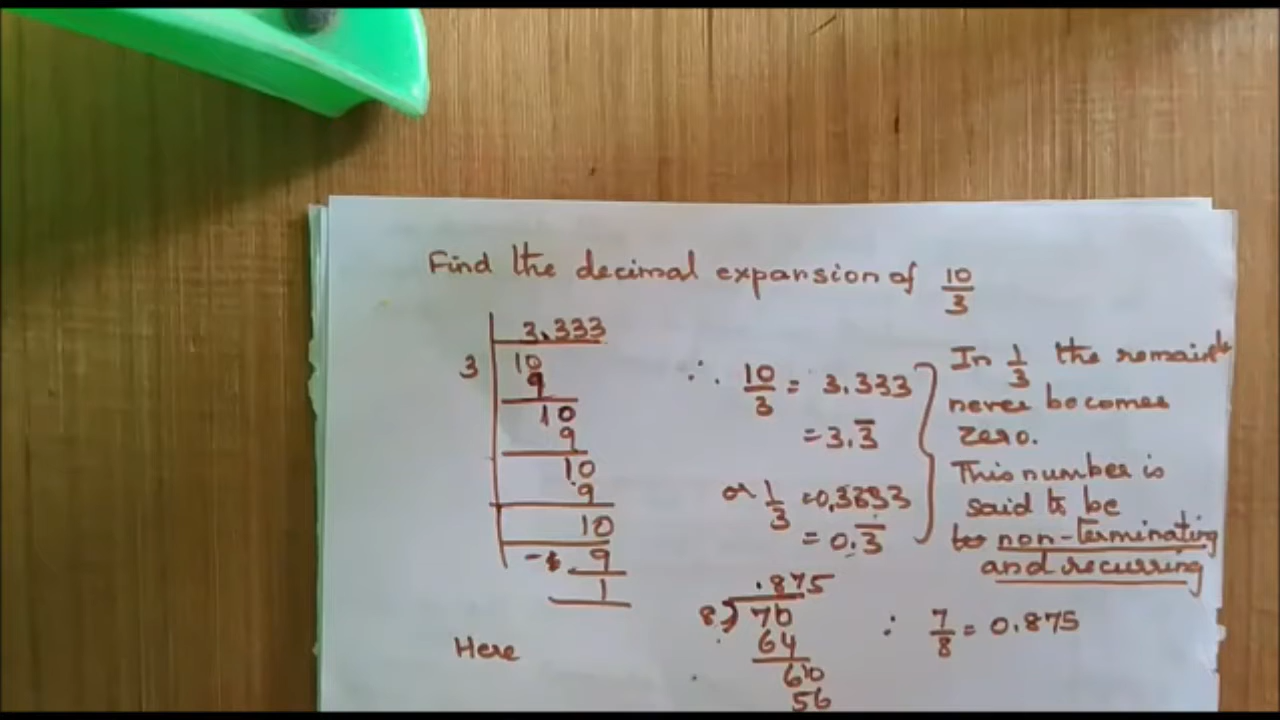 Find the decimal expansion of 10/3
3.333
3 10
9
10
9
10
9
10
- 9
1
∴ 10/3 = 3.333
= 3.3̅
or 1/3 = 0.3333
= 0.3̅
In 1/3 the remainder
never becomes
zero.
This number is
said to be
non-terminating
and recurring
.875
8) 70
64
60
56
∴ 7/8 = 0.875
Here